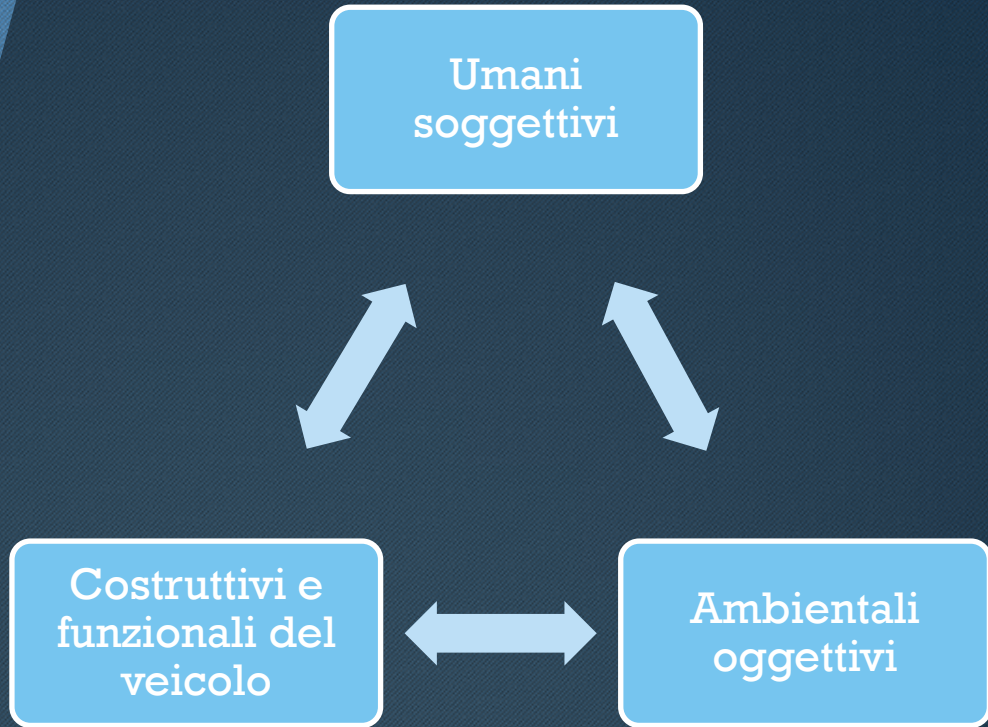 Umani
soggettivi
Costruttivi e
funzionali del
veicolo
Ambientali
oggettivi